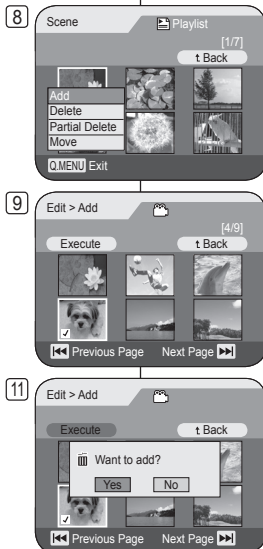 8
Scene Playlist
[1/7]
t Back
Add
Delete
Partial Delete
Move
Q.MENU Exit
9
Edit > Add
[4/9]
Execute t Back
Previous Page Next Page
11
Edit > Add
Execute t Back
Want to add?
Yes No
Previous Page Next Page